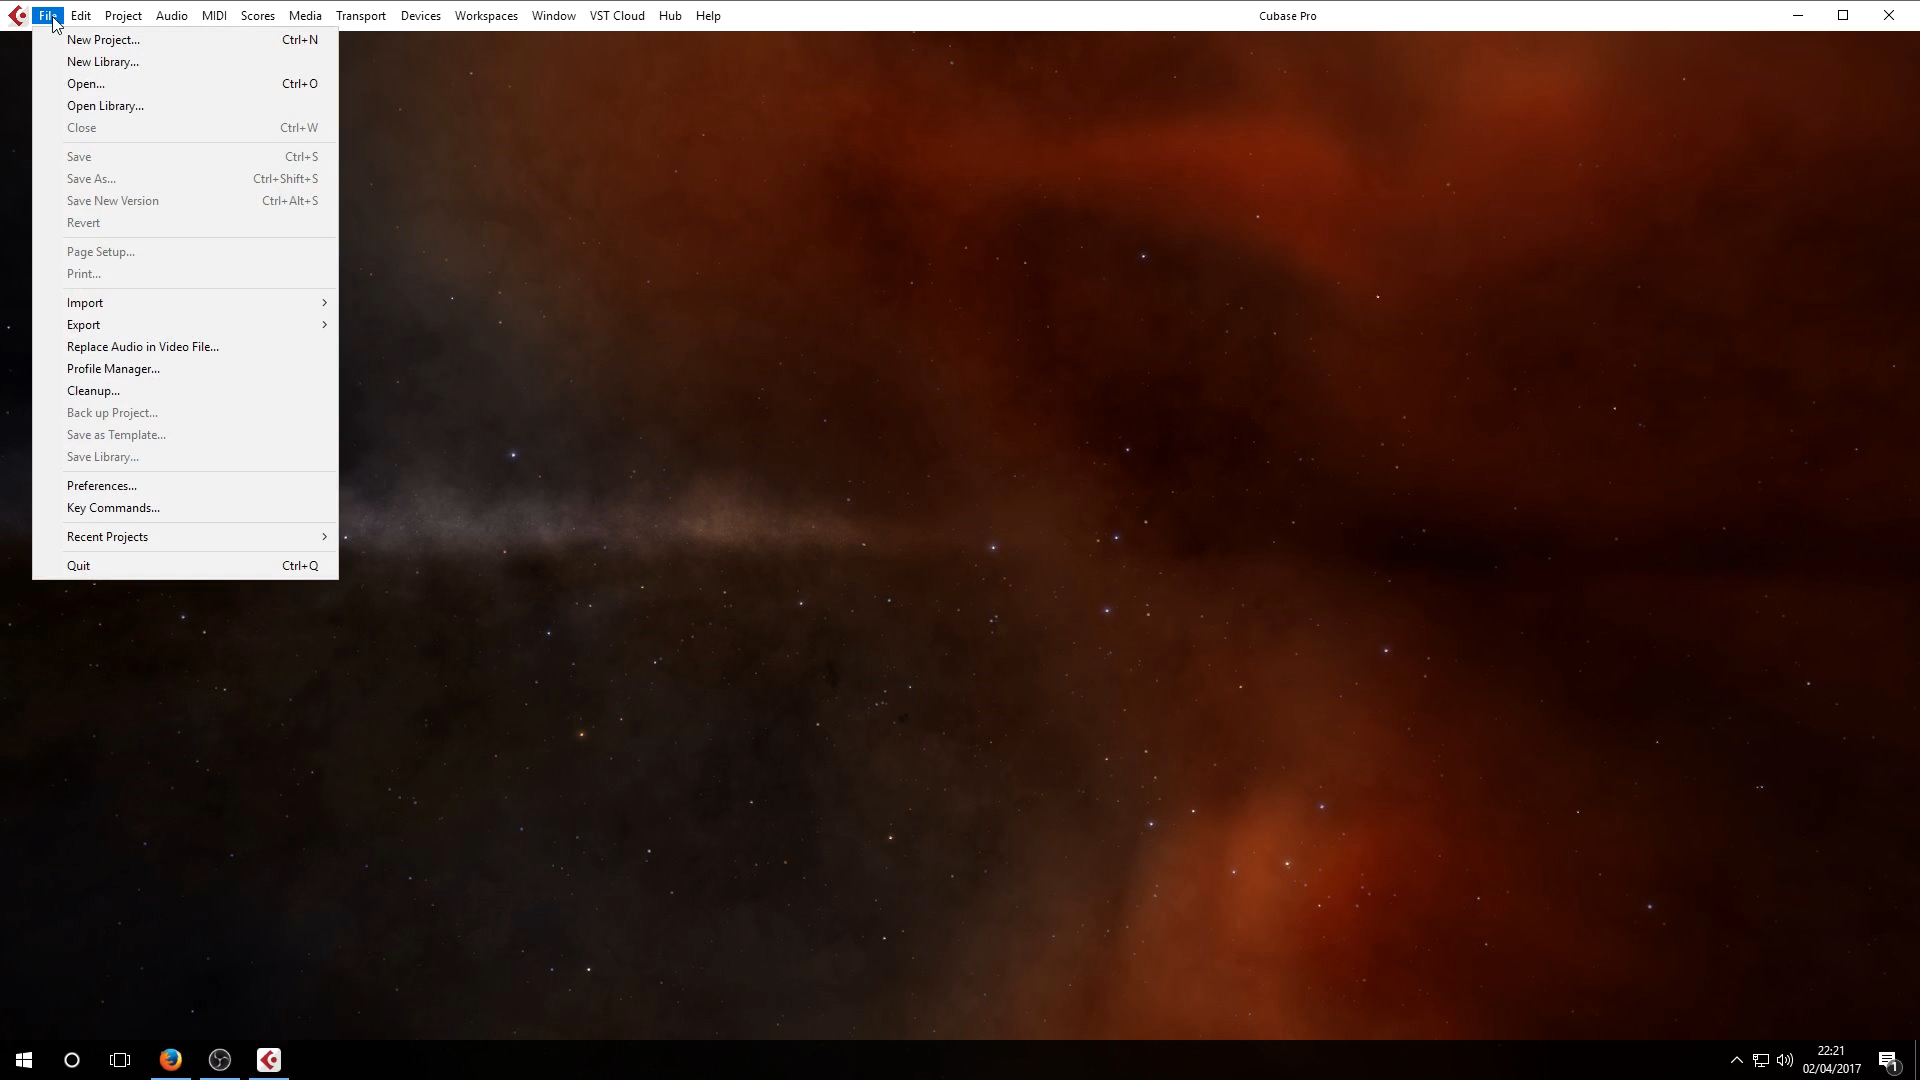 File Edit Project Audio MIDI Scores Media Transport Devices Workspaces Window VST Cloud Hub Help Cubase Pro
New Project... Ctrl+N
New Library...
Open... Ctrl+O
Open Library...
Close Ctrl+W
Save Ctrl+S
Save As... Ctrl+Shift+S
Save New Version Ctrl+Alt+S
Revert
Page Setup...
Print...
Import
Export
Replace Audio in Video File...
Profile Manager...
Cleanup...
Back up Project...
Save as Template...
Save Library...
Preferences...
Key Commands...
Recent Projects
Quit Ctrl+Q
22:21
02/04/2017
1